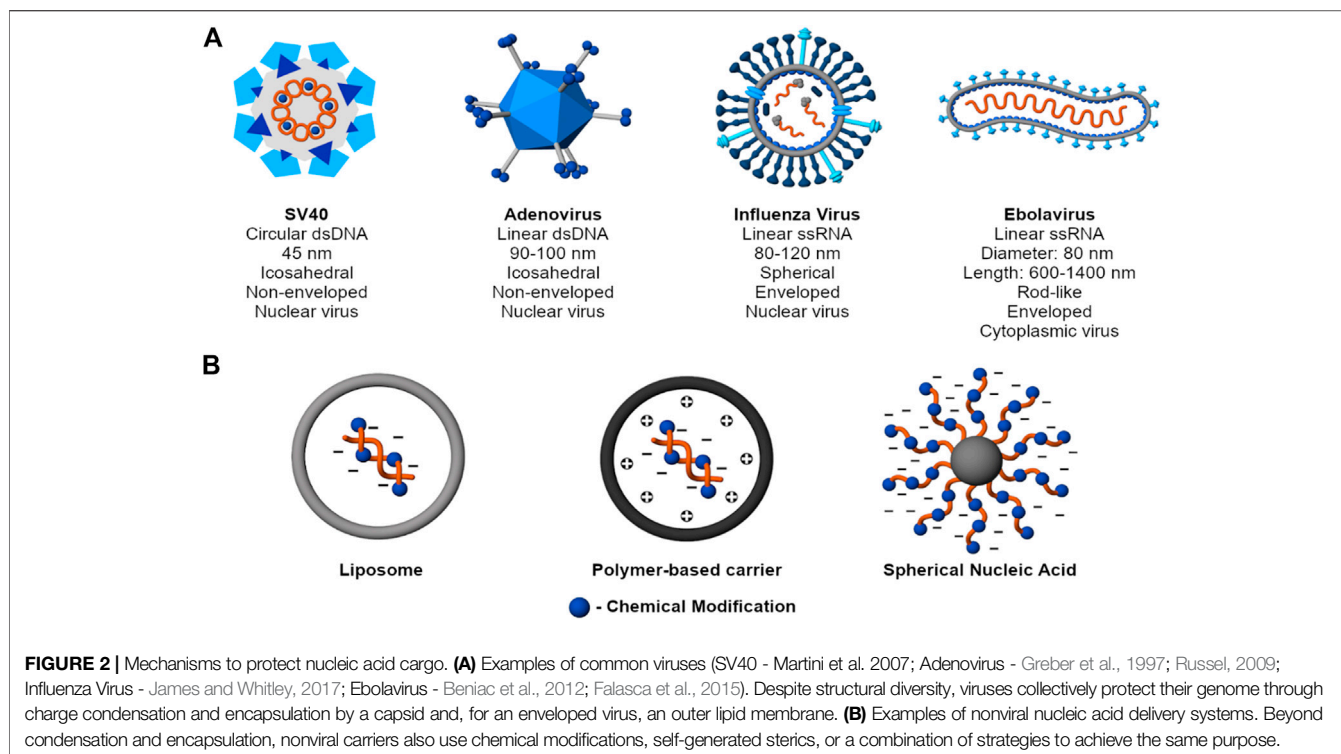 A
SV40
Circular dsDNA
45 nm
Icosahedral
Non-enveloped
Nuclear virus
Adenovirus
Linear dsDNA
90-100 nm
Icosahedral
Non-enveloped
Nuclear virus
Influenza Virus
Linear ssRNA
80-120 nm
Spherical
Enveloped
Nuclear virus
Ebolavirus
Linear ssRNA
Diameter: 80 nm
Length: 600-1400 nm
Rod-like
Enveloped
Cytoplasmic virus
B
Liposome
Polymer-based carrier
Spherical Nucleic Acid
- Chemical Modification
FIGURE 2 | Mechanisms to protect nucleic acid cargo. (A) Examples of common viruses (SV40 - Martini et al. 2007; Adenovirus - Greber et al., 1997; Russel, 2009;
Influenza Virus - James and Whitley, 2017; Ebolavirus - Beniac et al., 2012; Falasca et al., 2015). Despite structural diversity, viruses collectively protect their genome through
charge condensation and encapsulation by a capsid and, for an enveloped virus, an outer lipid membrane. (B) Examples of nonviral nucleic acid delivery systems. Beyond
condensation and encapsulation, nonviral carriers also use chemical modifications, self-generated sterics, or a combination of strategies to achieve the same purpose.